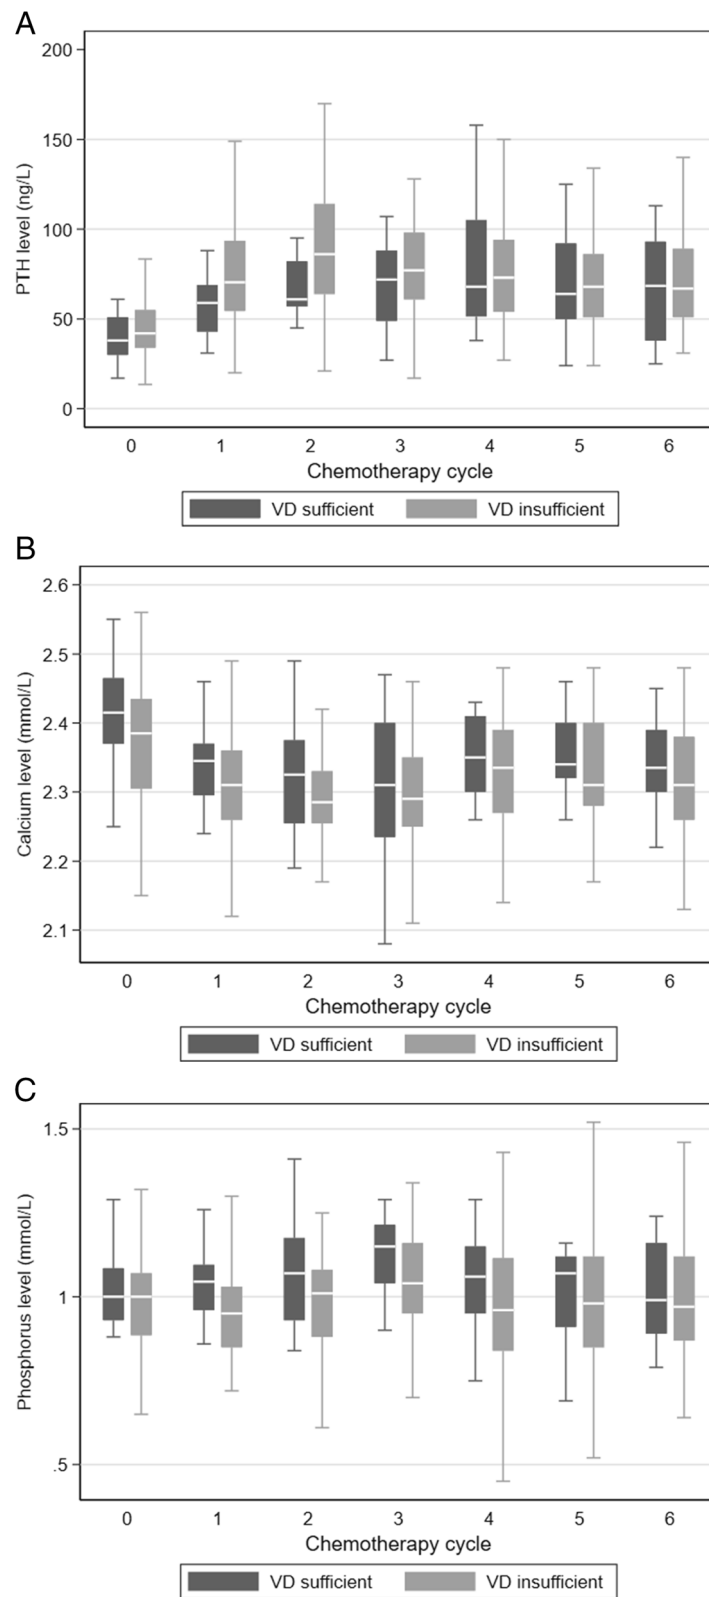 A
200
150
100
50
0
PTH level (ng/L)
0 1 2 3 4 5 6
Chemotherapy cycle
VD sufficient VD insufficient
B
2.6
2.5
2.4
2.3
2.2
2.1
Calcium level (mmol/L)
0 1 2 3 4 5 6
Chemotherapy cycle
VD sufficient VD insufficient
C
1.5
1
.5
Phosphorus level (mmol/L)
0 1 2 3 4 5 6
Chemotherapy cycle
VD sufficient VD insufficient